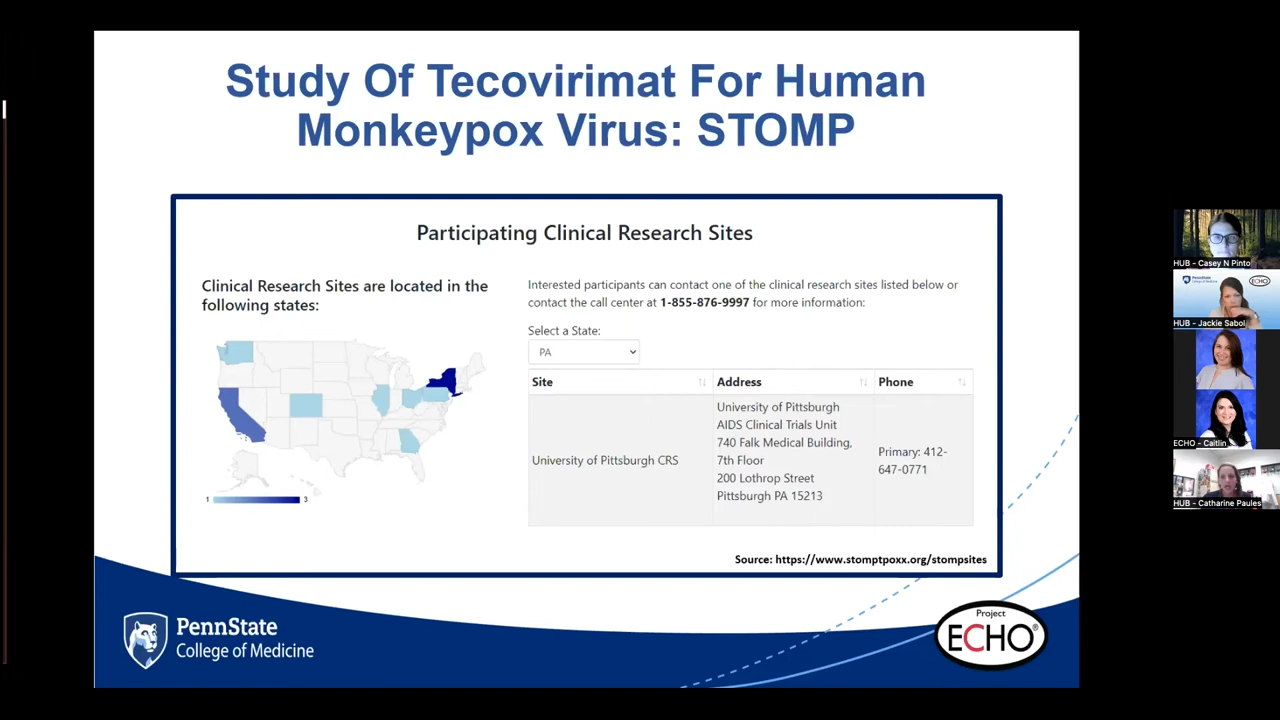 Study Of Tecovirimat For Human
Monkeypox Virus: STOMP
Participating Clinical Research Sites
Clinical Research Sites are located in the
following states:
1
3
Interested participants can contact one of the clinical research sites listed below or
contact the call center at 1-855-876-9997 for more information:
Select a State:
PA
Site
Address
Phone
University of Pittsburgh CRS
University of Pittsburgh
AIDS Clinical Trials Unit
740 Falk Medical Building,
7th Floor
200 Lothrop Street
Pittsburgh PA 15213
Primary: 412-
647-0771
Source: https://www.stomptpoxx.org/stompsites
PennState
College of Medicine
Project
ECHO®
HUB - Casey N Pinto
PennState
ECHO
HUB - Jackie Sabol
ECHO - Caitlin
HUB - Catharine Paules